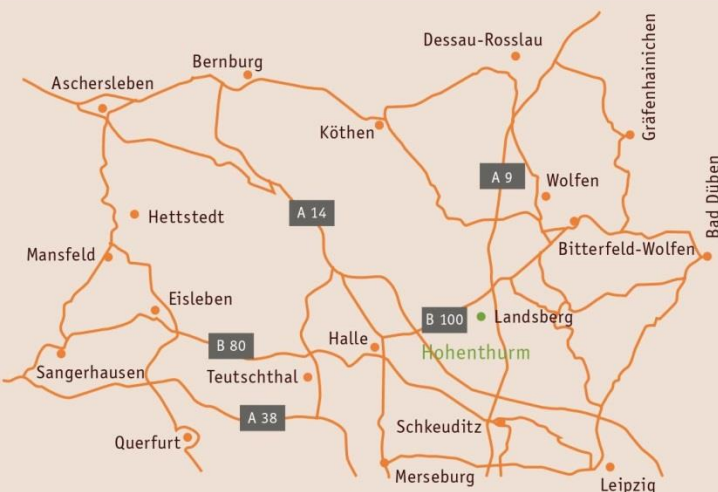 Dessau-Rosslau
Bernburg
Aschersleben
Gräfenhainichen
Köthen
A 9
Wolfen
Hettstedt
A 14
Bad Düben
Mansfeld
Bitterfeld-Wolfen
Eisleben
B 100
Landsberg
B 80
Halle
Hohenthurm
Sangerhausen
Teutschthal
A 38
Schkeuditz
Querfurt
Merseburg
Leipzig